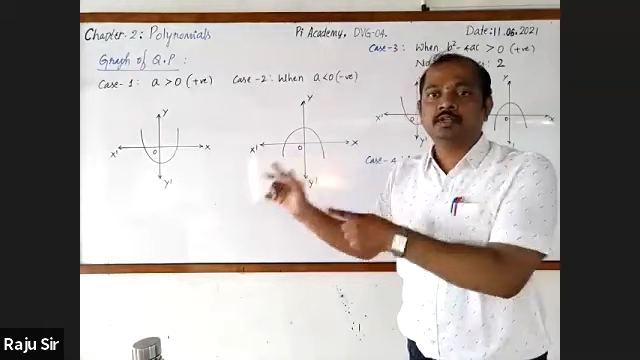 Chapter-2: Polynomials
Pi Academy, DVG-04.
Date: 11.06.2021
Graph of Q.P:
Case-1: a > 0 (+ve)
Case-2: When a < 0 (-ve)
Case-3: When b²-4ac > 0 (+ve)
2
Y
X'
O
X
Y'
Y
X'
O
X
Y'
X'
O
Y
X
Case-4:
Raju Sir